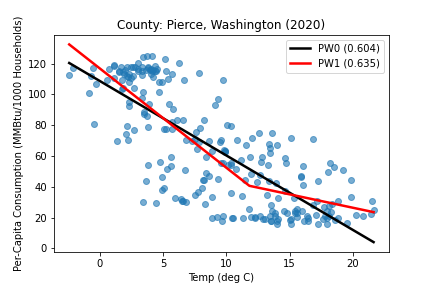 County: Pierce, Washington (2020)
PW0 (0.604)
PW1 (0.635)
Per-Capita Consumption (MMBtu/1000 Households)
120
100
80
60
40
20
0
0 5 10 15 20
Temp (deg C)